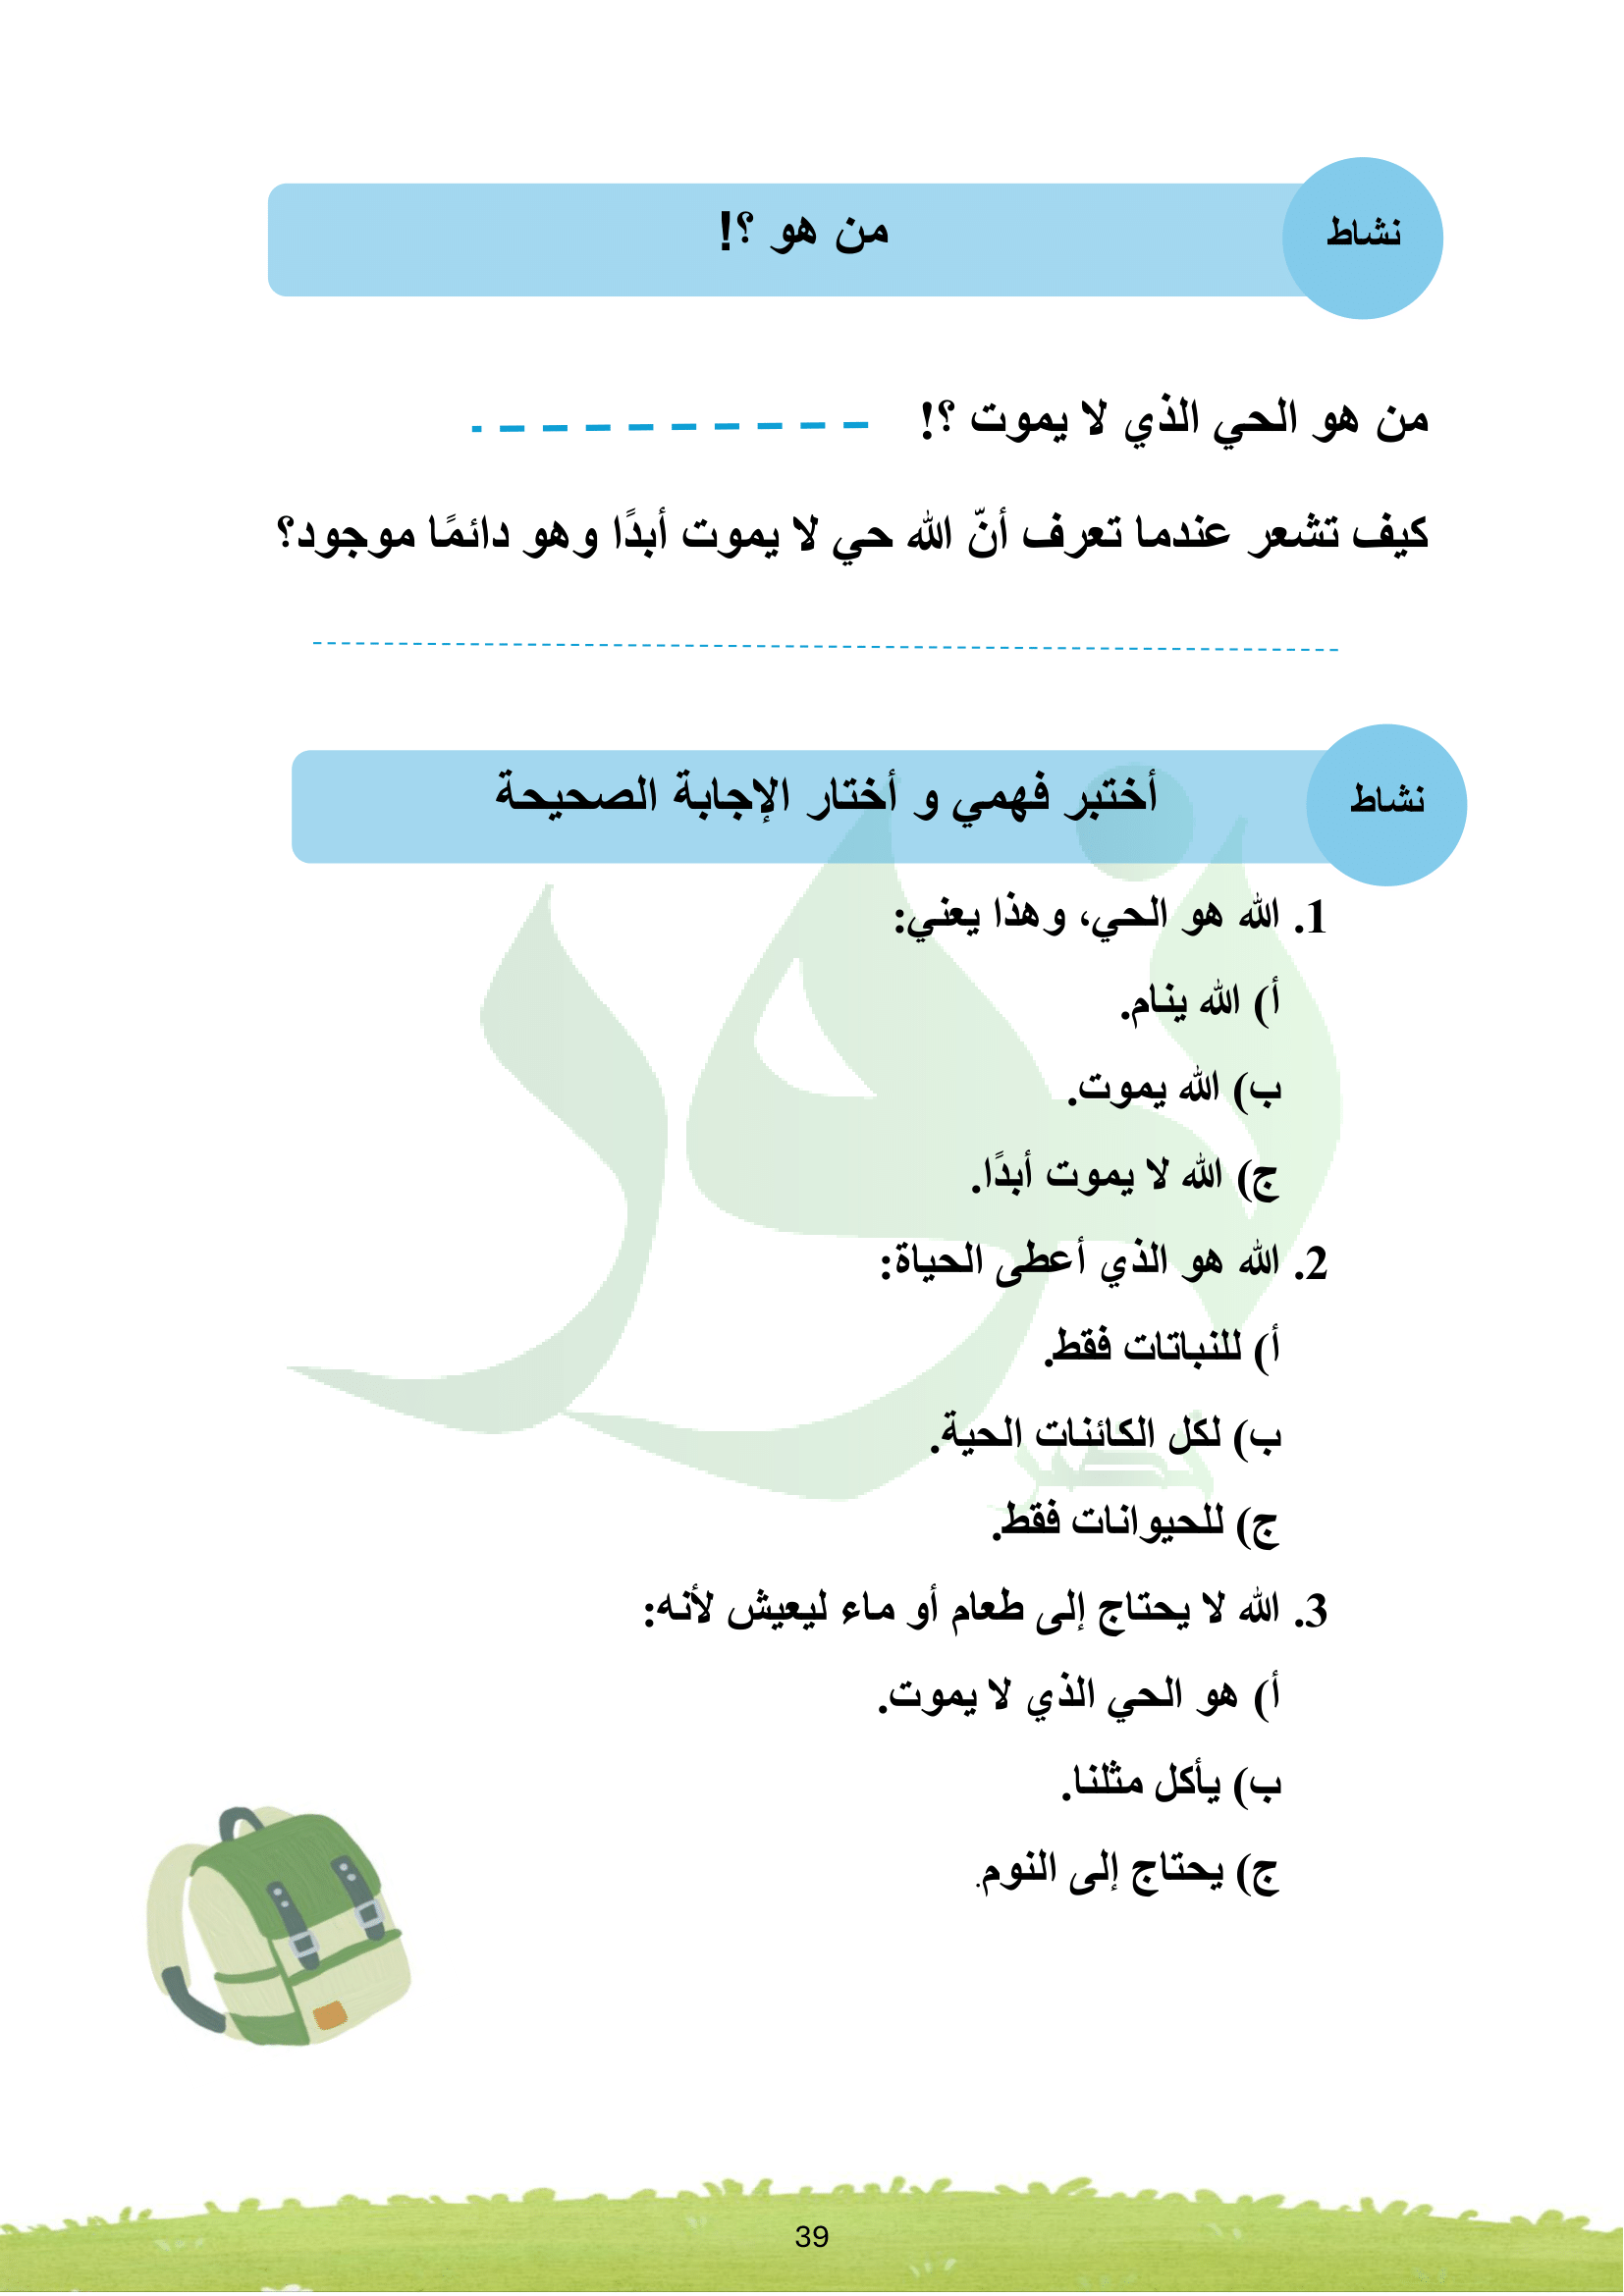 نشاط
من هو ؟!
من هو الحي الذي لا يموت ؟!
كيف تشعر عندما تعرف أنّ الله حي لا يموت أبدًا وهو دائمًا موجود؟
نشاط
أختبر فهمي و أختار الإجابة الصحيحة
1. الله هو الحي، وهذا يعني:
أ) الله ينام.
ب) الله يموت.
ج) الله لا يموت أبدًا.
2. الله هو الذي أعطى الحياة:
أ) للنباتات فقط.
ب) لكل الكائنات الحية.
ج) للحيوانات فقط.
3. الله لا يحتاج إلى طعام أو ماء ليعيش لأنه:
أ) هو الحي الذي لا يموت.
ب) يأكل مثلنا.
ج) يحتاج إلى النوم.
نور
39